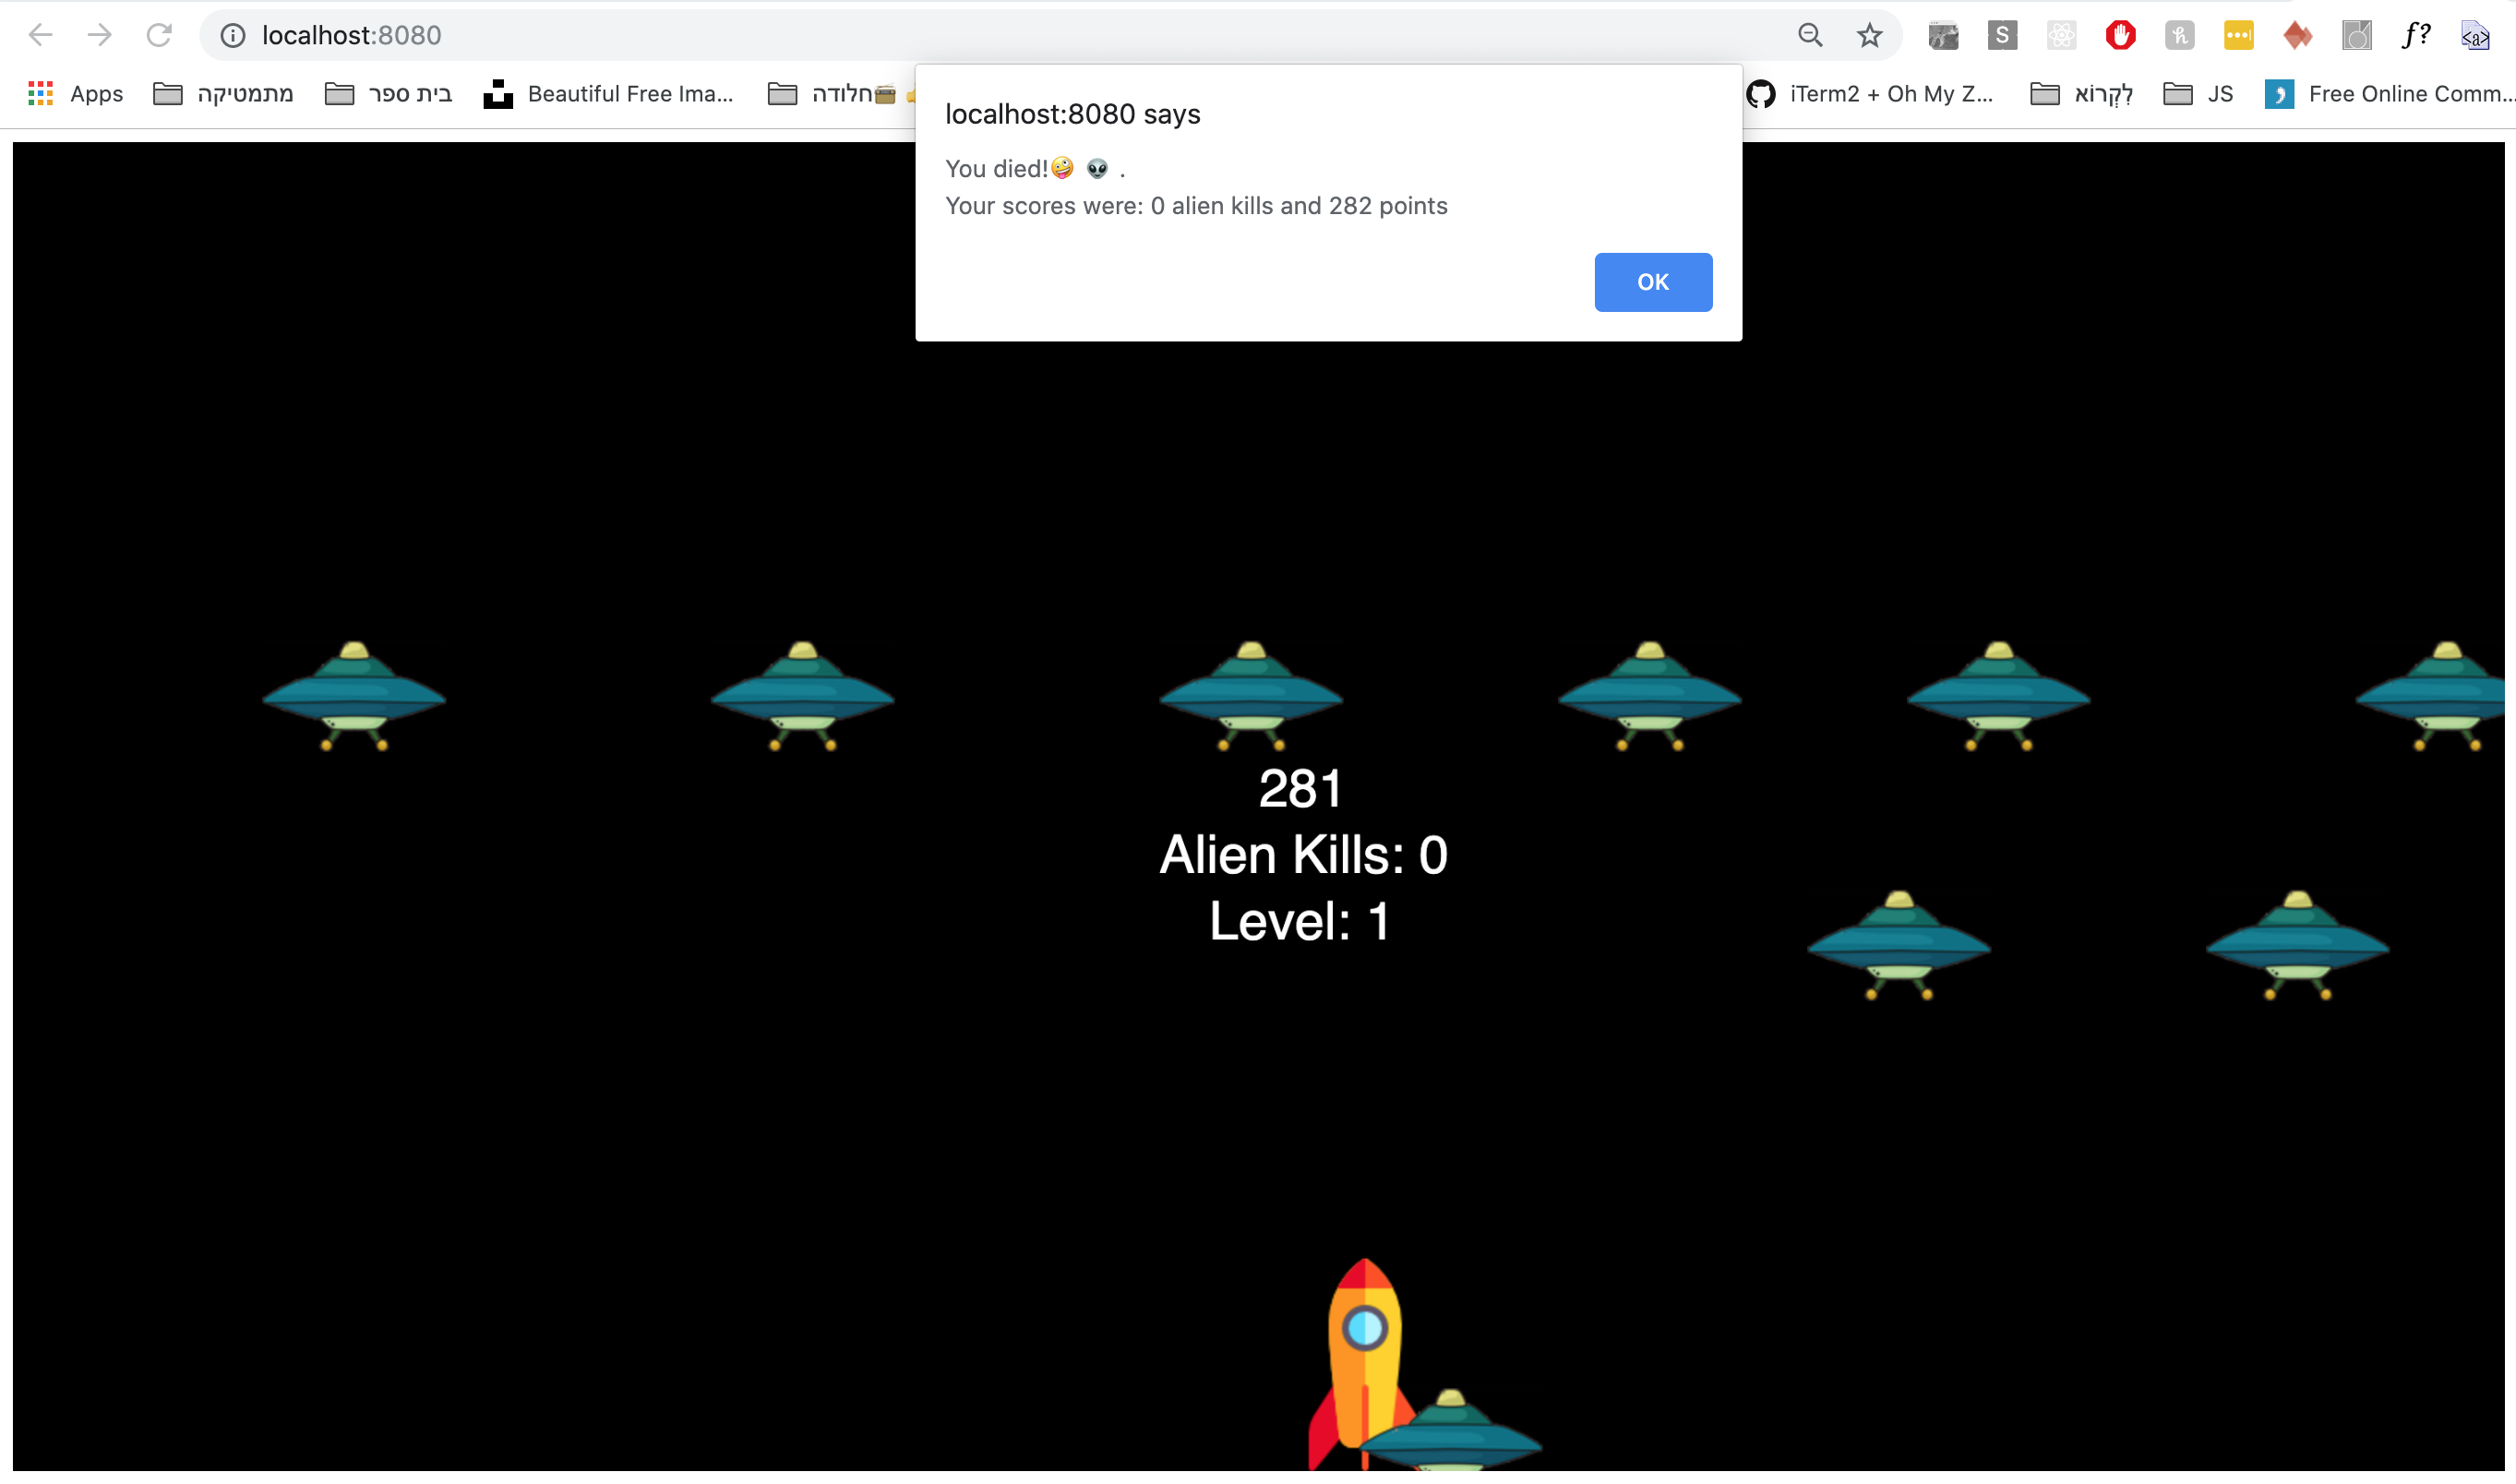 localhost:8080
Apps
מתמטיקה
בית ספר
Beautiful Free Ima...
חלודה📻
iTerm2 + Oh My Z...
לִקְרוֹא
JS
Free Online Comm...
localhost:8080 says
You died!🤪 👽 .
Your scores were: 0 alien kills and 282 points
OK
281
Alien Kills: 0
Level: 1
S
h
f?
<a>